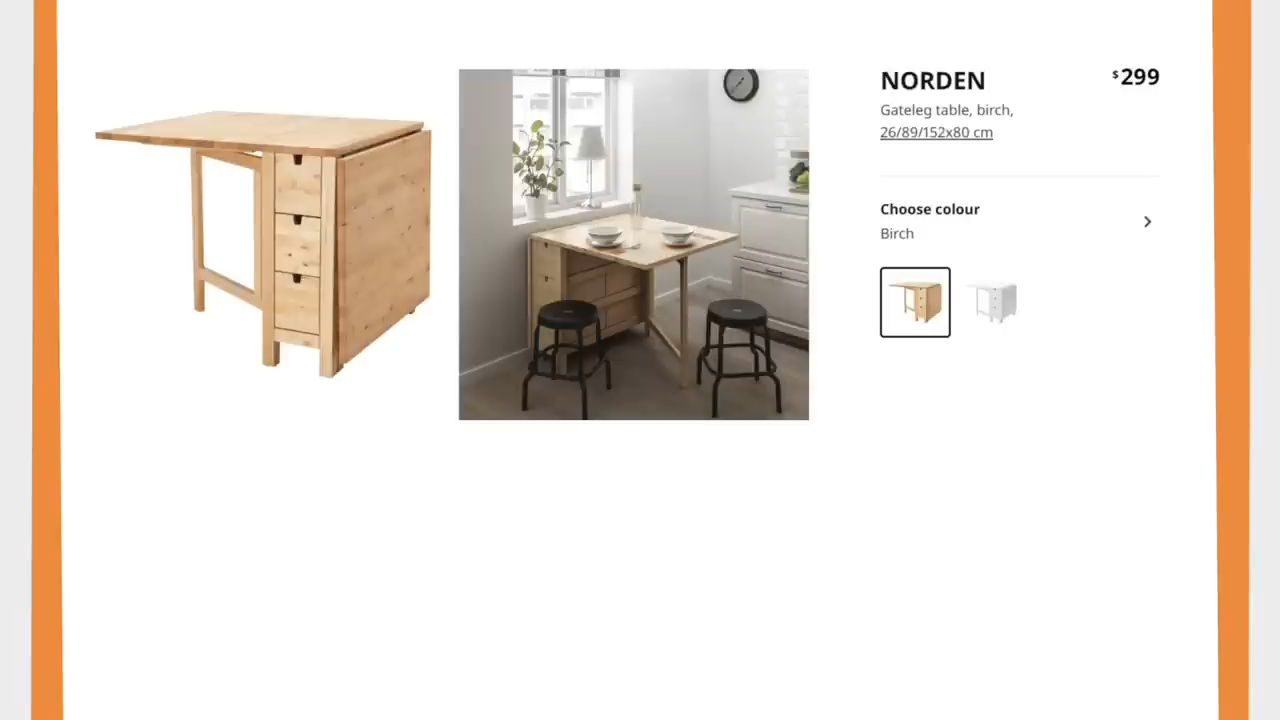 NORDEN
$299
Gateleg table, birch,
26/89/152x80 cm
Choose colour
Birch